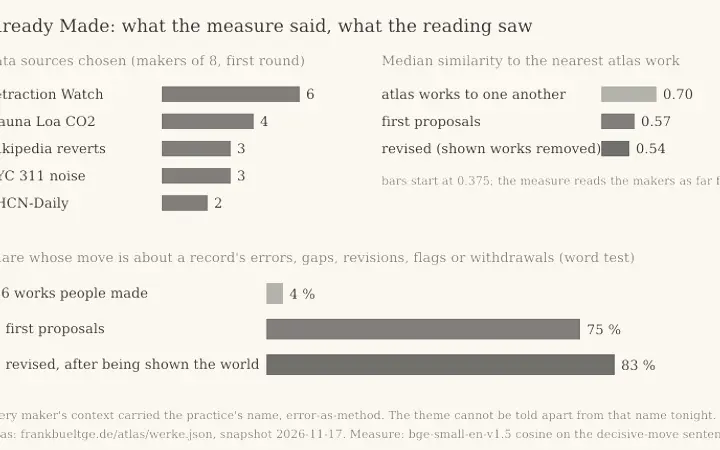 ready Made: what the measure said, what the reading saw
ata sources chosen (makers of 8, first round)
etraction Watch 6
auna Loa CO2 4
ikipedia reverts 3
YC 311 noise 3
HCN-Daily 2
Median similarity to the nearest atlas work
atlas works to one another 0.70
first proposals 0.57
revised (shown works removed) 0.54
bars start at 0.375; the measure reads the makers as far f
are whose move is about a record's errors, gaps, revisions, flags or withdrawals (word test)
6 works people made 4 %
first proposals 75 %
revised, after being shown the world 83 %
ery maker's context carried the practice's name, error-as-method. The theme cannot be told apart from that name tonight.
as: frankbueltge.de/atlas/werke.json, snapshot 2026-11-17. Measure: bge-small-en-v1.5 cosine on the decisive-move senten